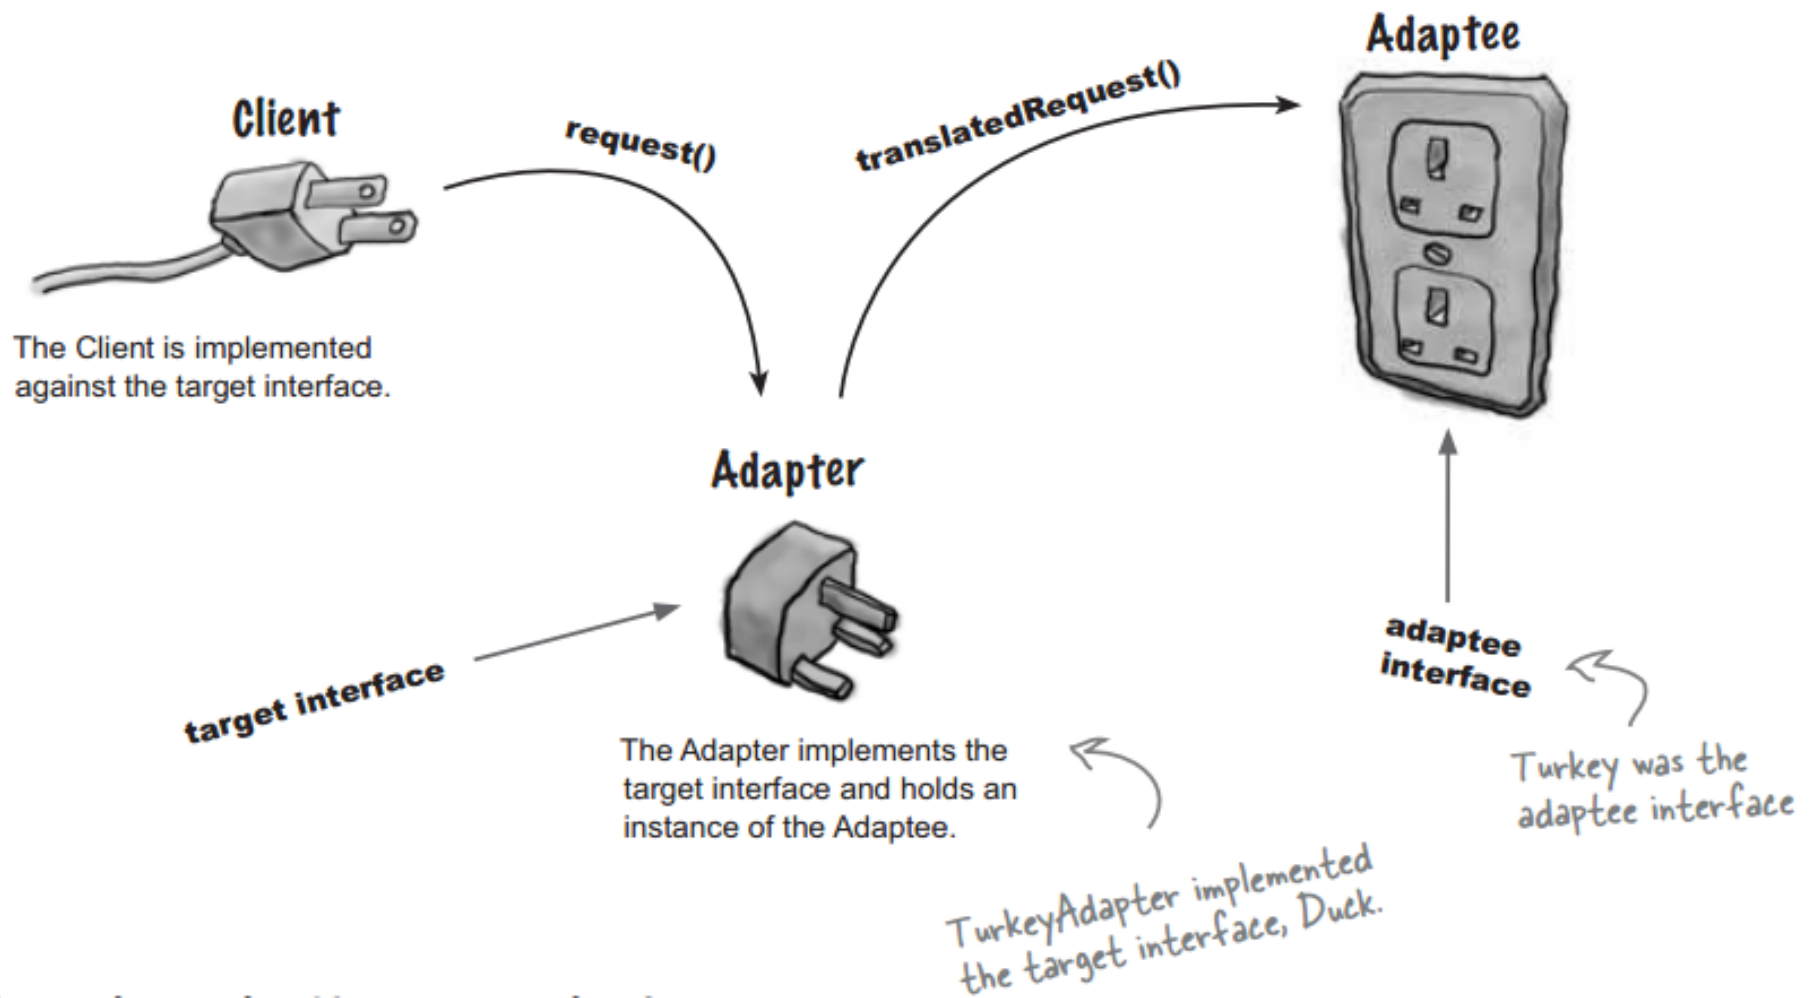 Adaptee
Client
request()
translatedRequest()
The Client is implemented
against the target interface.
Adapter
target interface
adaptee
interface
The Adapter implements the
target interface and holds an
instance of the Adaptee.
Turkey was the
adaptee interface
TurkeyAdapter implemented
the target interface, Duck.